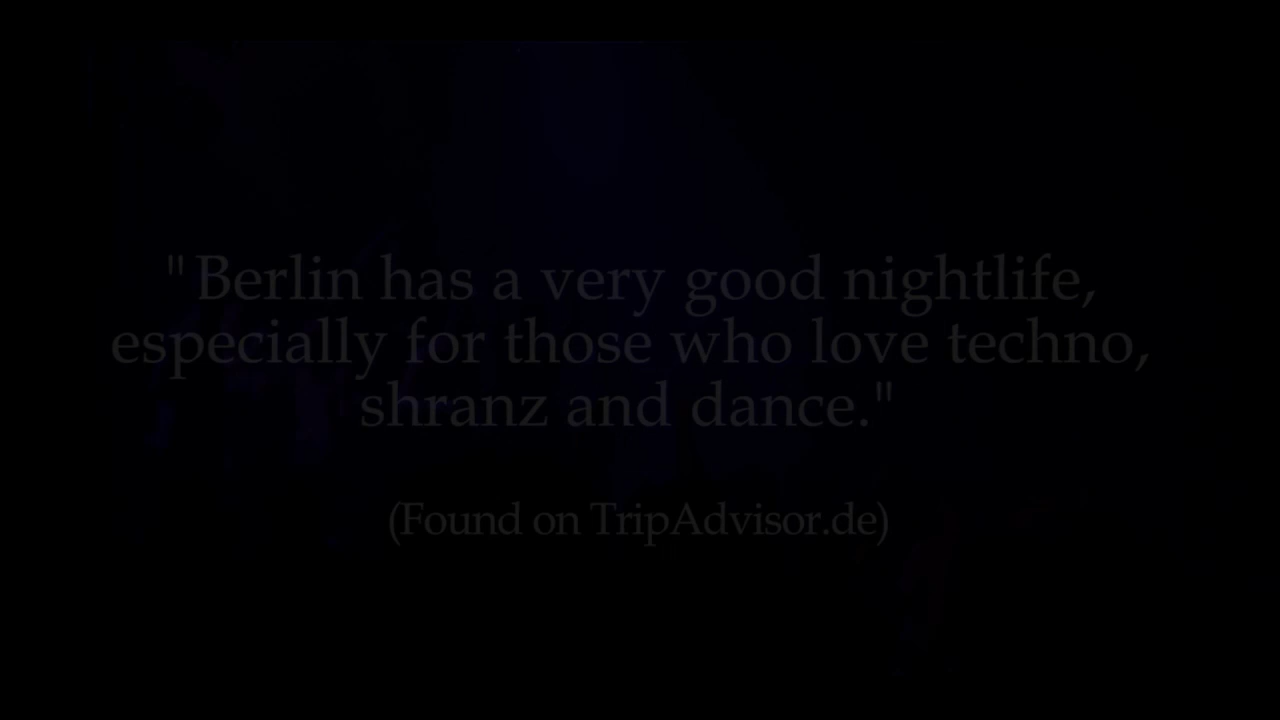 "Berlin has a very good nightlife,
especially for those who love techno,
shranz and dance."
(Found on TripAdvisor.de)